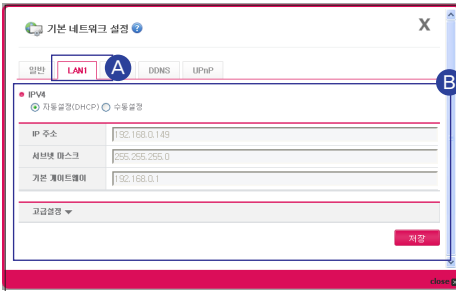 기본 네트워크 설정 ?
X
일반 LAN1 A DDNS UPnP
B
IPV4
자동설정(DHCP) 수동설정
IP 주소 192,168,0,149
서브넷 마스크 255,255,255,0
기본 게이트웨이 192,168,0,1
고급설정
저장
close